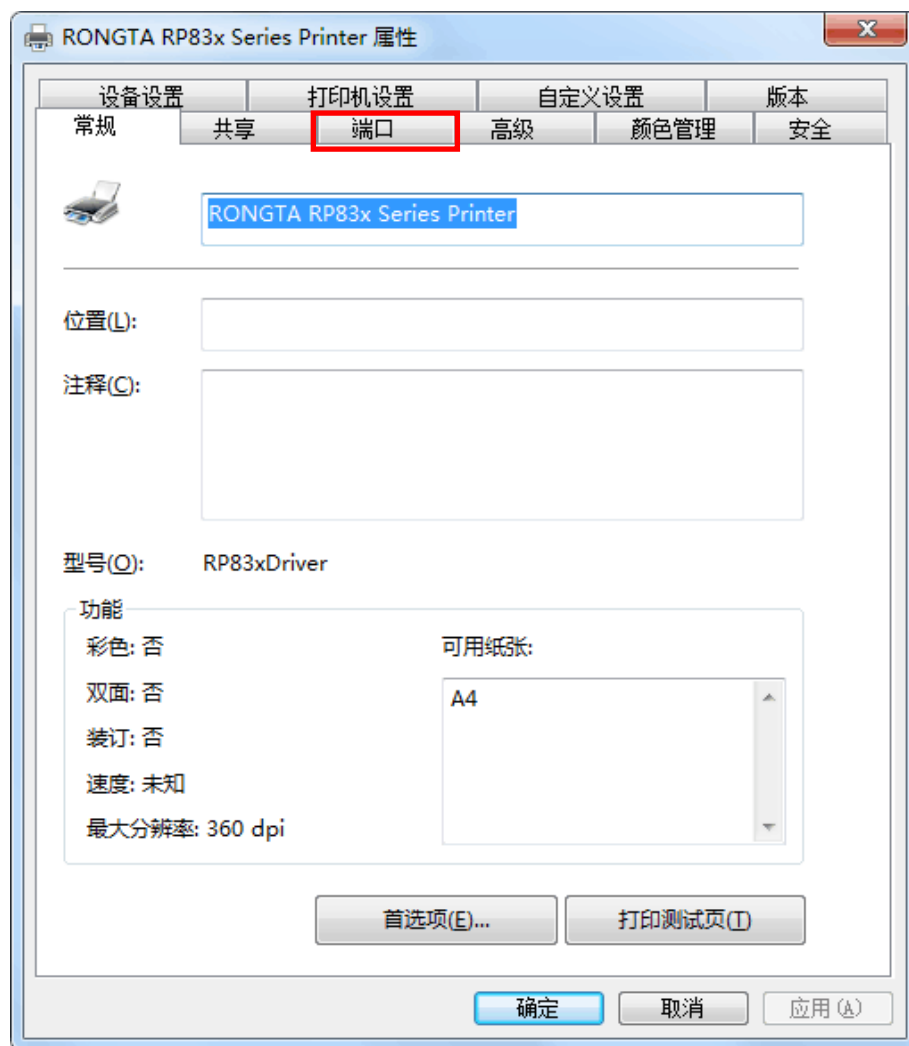 RONGTA RP83x Series Printer 属性
设备设置 打印机设置 自定义设置 版本
常规 共享 端口 高级 颜色管理 安全
RONGTA RP83x Series Printer
位置(L):
注释(C):
型号(O): RP83xDriver
功能
彩色: 否 可用纸张:
双面: 否 A4
装订: 否
速度: 未知
最大分辨率: 360 dpi
首选项(E)... 打印测试页(T)
确定 取消 应用(A)